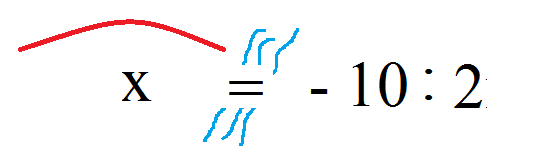 x = - 10 : 2